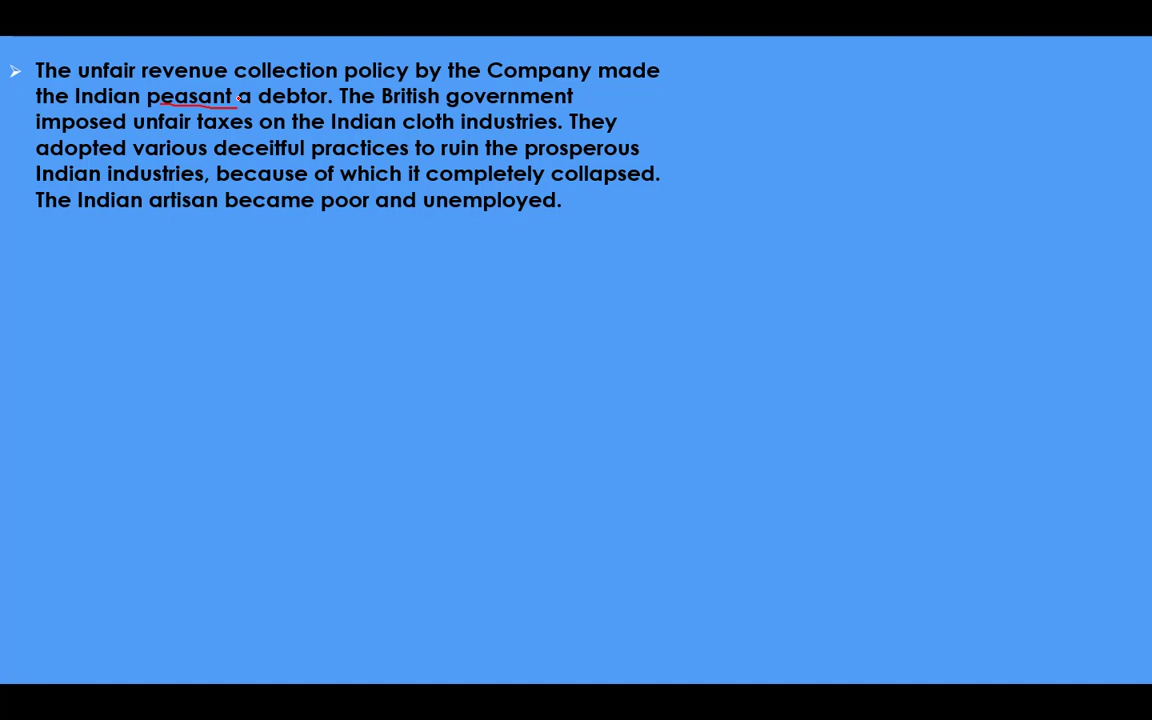 The unfair revenue collection policy by the Company made
the Indian peasant a debtor. The British government
imposed unfair taxes on the Indian cloth industries. They
adopted various deceitful practices to ruin the prosperous
Indian industries, because of which it completely collapsed.
The Indian artisan became poor and unemployed.